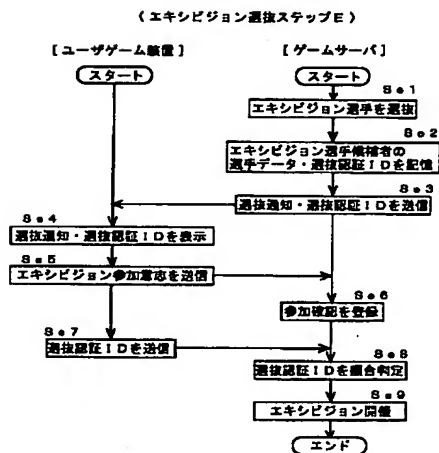 (エキシビジョン選抜ステップE)
[ユーザゲーム装置] [ゲームサーバ]
スタート スタート
Se1
エキシビジョン選手を選抜
Se2
エキシビジョン選手候補者の
選手データ・選抜認証IDを記憶
Se3
選抜通知・選抜認証IDを送信
Se4
選抜通知・選抜認証IDを表示
Se5
エキシビジョン参加意志を送信
Se6
参加確認を登録
Se7
選抜認証IDを送信
Se8
選抜認証IDを照合判定
Se9
エキシビジョン開催
エンド